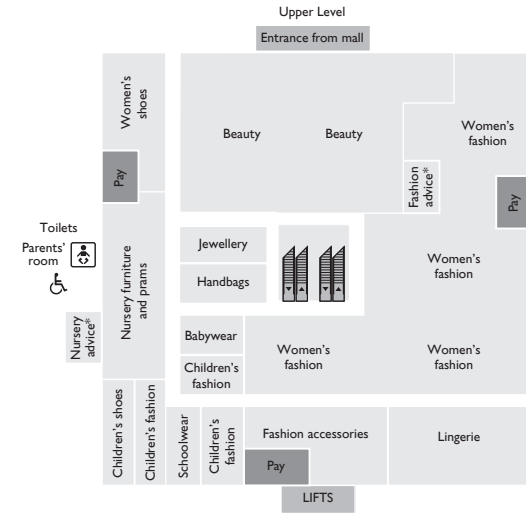 Upper Level
Entrance from mall
Women's
shoes
Beauty
Beauty
Women's
fashion
Pay
Fashion
advice*
Pay
Toilets
Parents'
room
Nursery furniture
and prams
Jewellery
Handbags
Women's
fashion
Nursery
advice*
Babywear
Children's
fashion
Women's
fashion
Women's
fashion
Children's shoes
Children's fashion
Schoolwear
Children's
fashion
Fashion accessories
Lingerie
Pay
LIFTS